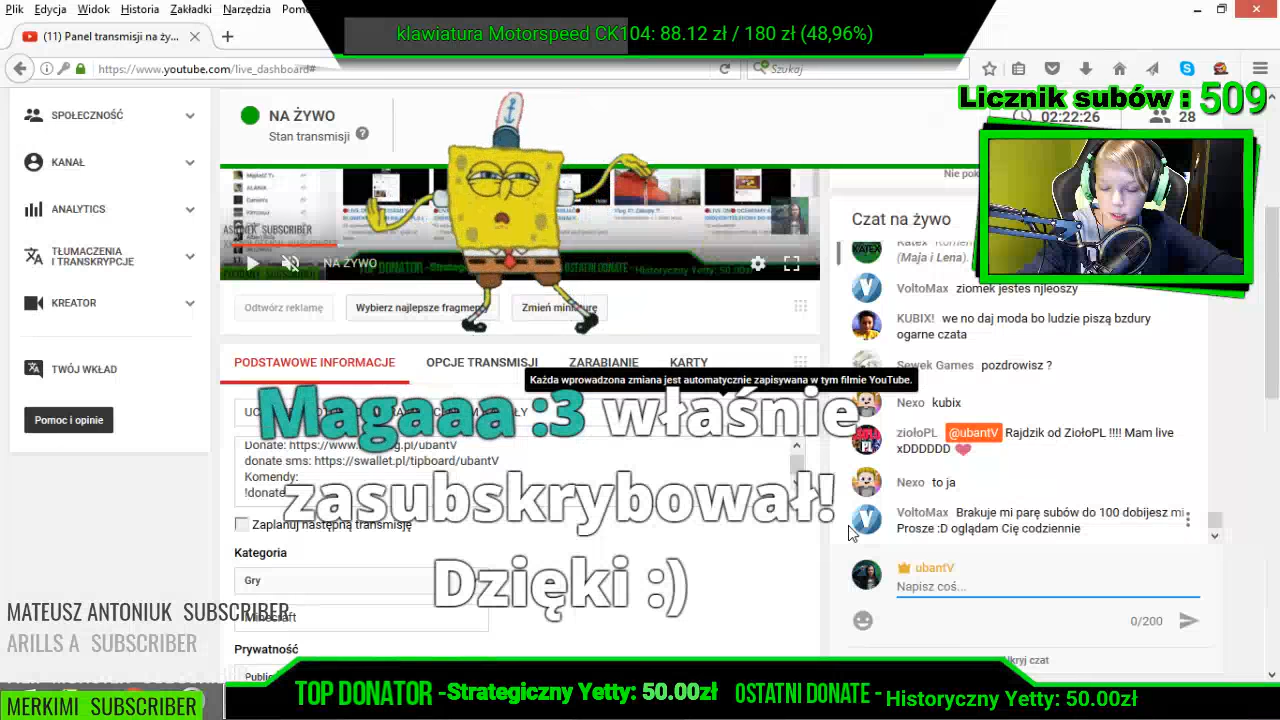 Plik Edycja Widok Historia Zakładki Narzędzia
klawiatura Motorspeed CK104: 88.12 zł / 180 zł (48,96%)
(11) Panel transmisji na ży...
https://www.youtube.com/live_dashboard#
Szukaj
Licznik subów : 509
SPOŁECZNOŚĆ
KANAŁ
ANALYTICS
TŁUMACZENIA
I TRANSKRYPCJE
KREATOR
TWÓJ WKŁAD
Pomoc i opinie
NA ŻYWO
Stan transmisji
02:22:26
28
NA ŻYWO
Odtwórz reklamę
Wybierz najlepsze fragmenty
Zmień miniaturę
PODSTAWOWE INFORMACJE OPCJE TRANSMISJI ZARABIANIE KARTY
Każda wprowadzona zmiana jest automatycznie zapisywana w tym filmie YouTube.
Magaaa :3 właśnie
zasubskrybował!
Dzięki :)
donate sms: https://swallet.pl/tipboard/ubantV
Komendy:
!donate
Zaplanuj następną transmisję
Kategoria
Gry
Minecraft
Prywatność
Czat na żywo
(Maja i Lena).
VoltoMax ziomek jestes njleoszy
KUBIX! we no daj moda bo ludzie piszą bzdury
ogarne czata
Sewek Games pozdrowisz ?
Nexo kubix
ziołoPL @ubantV Rajdzik od ZiołoPL !!!! Mam live
xDDDDDD
Nexo to ja
VoltoMax Brakuje mi parę subów do 100 dobijesz mi
Prosze :D oglądam Cię codziennie
ubantV
Napisz coś...
0/200
MATEUSZ ANTONIUK SUBSCRIBER
ARILLS A SUBSCRIBER
MERKIMI SUBSCRIBER
TOP DONATOR -Strategiczny Yetty: 50.00zł OSTATNI DONATE - Historyczny Yetty: 50.00zł